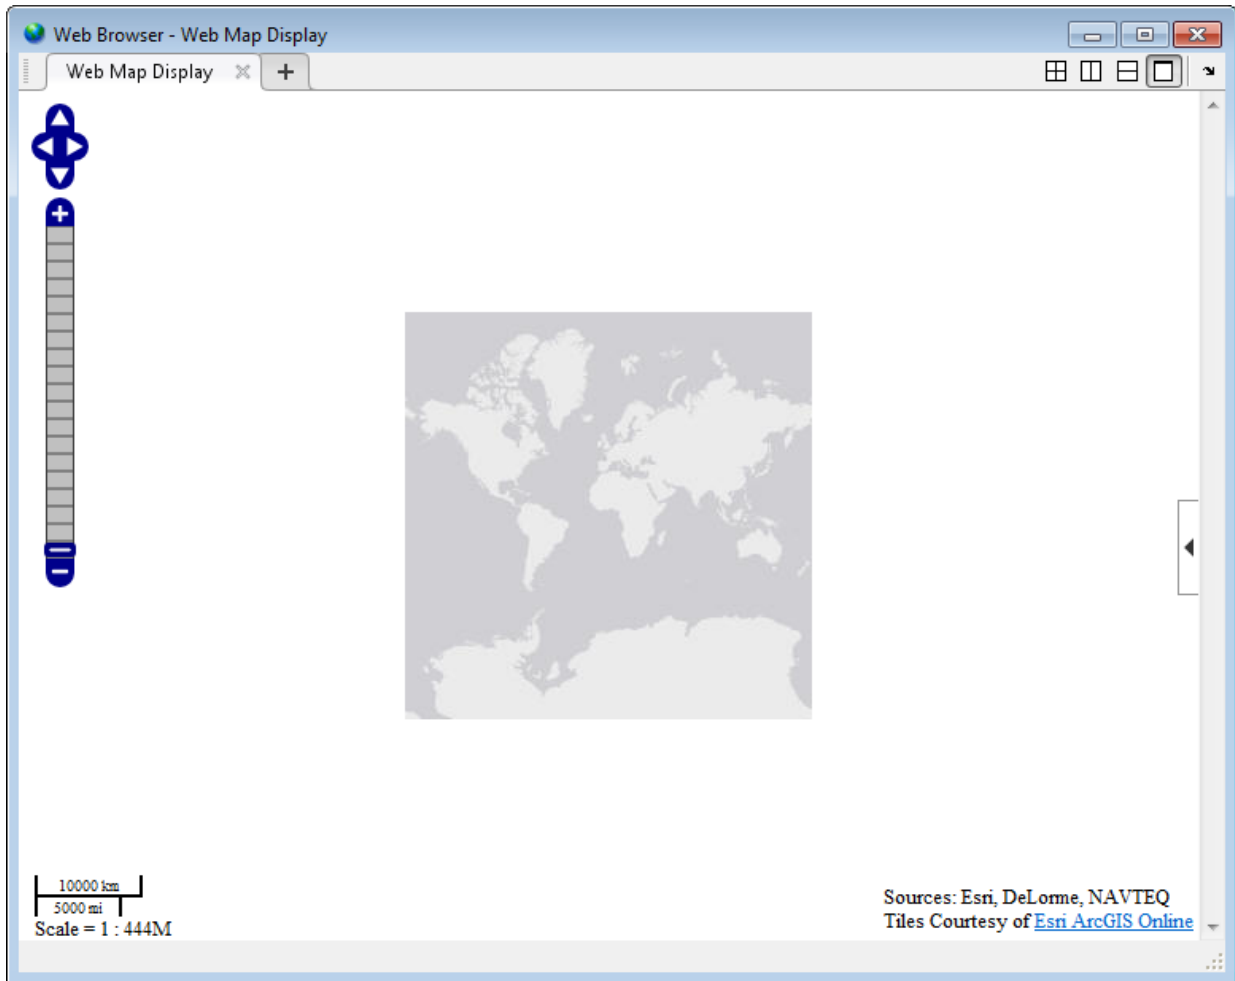 Web Browser - Web Map Display
Web Map Display
10000 km
5000 mi
Scale = 1 : 444M
Sources: Esri, DeLorme, NAVTEQ
Tiles Courtesy of Esri ArcGIS Online